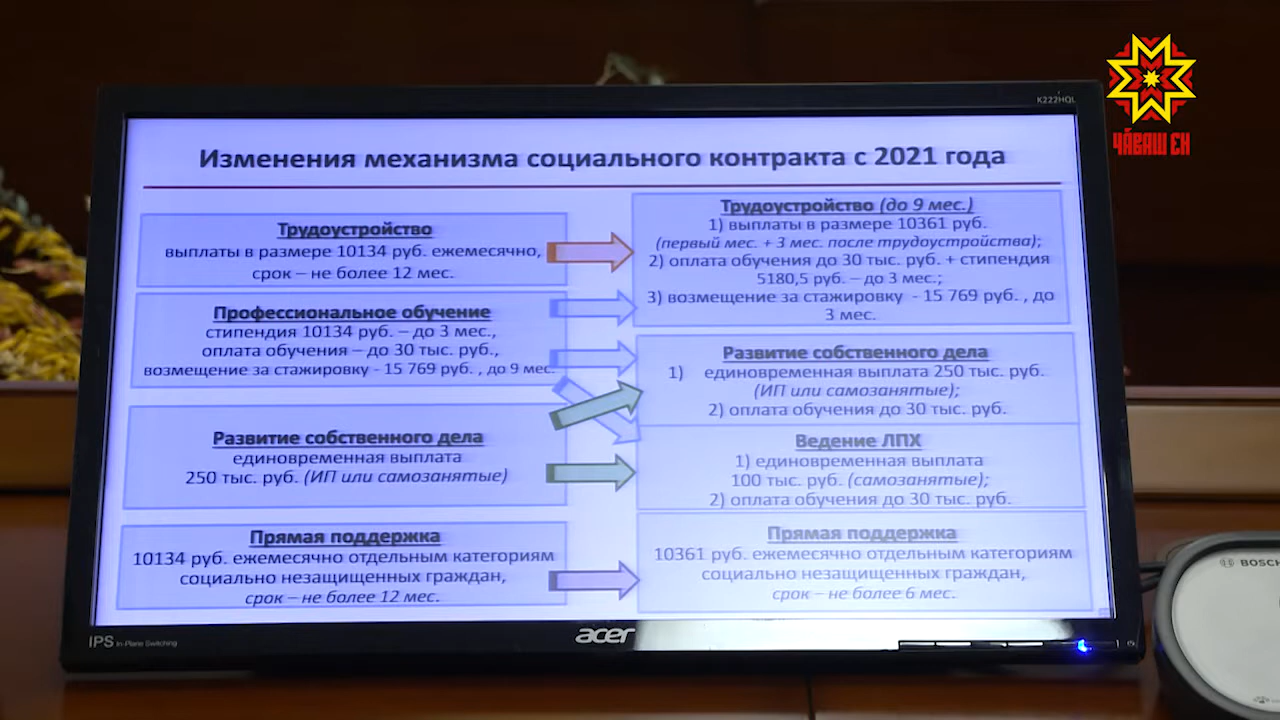 K222HQL
ЧӐВАШ ЕН
Изменения механизма социального контракта с 2021 года
Трудоустройство
выплаты в размере 10134 руб. ежемесячно,
срок – не более 12 мес.
Профессиональное обучение
стипендия 10134 руб. – до 3 мес.,
оплата обучения – до 30 тыс. руб.,
возмещение за стажировку - 15 769 руб. , до 9 мес.
Развитие собственного дела
единовременная выплата
250 тыс. руб. (ИП или самозанятые)
Прямая поддержка
10134 руб. ежемесячно отдельным категориям
социально незащищенных граждан,
срок – не более 12 мес.
Трудоустройство (до 9 мес.)
1) выплаты в размере 10361 руб.
(первый мес. + 3 мес. после трудоустройства);
2) оплата обучения до 30 тыс. руб. + стипендия
5180,5 руб. – до 3 мес.;
3) возмещение за стажировку - 15 769 руб. , до
3 мес.
Развитие собственного дела
1) единовременная выплата 250 тыс. руб.
(ИП или самозанятые);
2) оплата обучения до 30 тыс. руб.
Ведение ЛПХ
1) единовременная выплата
100 тыс. руб. (самозанятые);
2) оплата обучения до 30 тыс. руб.
Прямая поддержка
10361 руб. ежемесячно отдельным категориям
социально незащищенных граждан,
срок – не более 6 мес.
IPS In-Plane Switching
acer
BOSCH